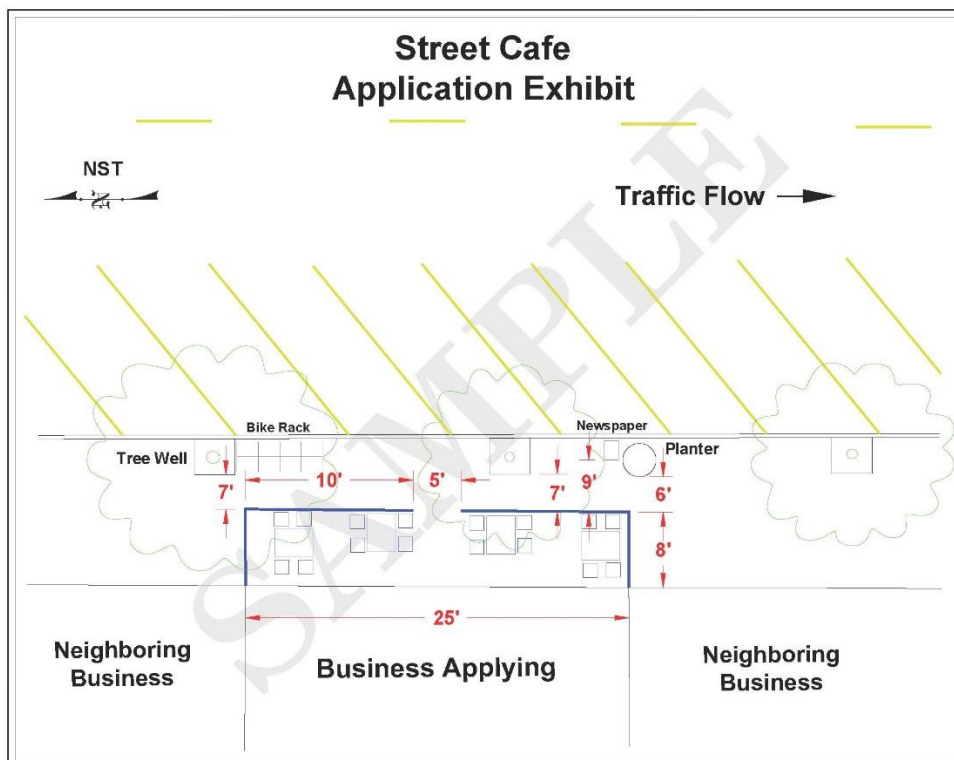 Street Cafe
Application Exhibit
NST
N
Traffic Flow
SAMPLE
Bike Rack
Newspaper
Tree Well
Planter
7'
10'
5'
7'
9'
6'
8'
25'
Neighboring
Business
Business Applying
Neighboring
Business